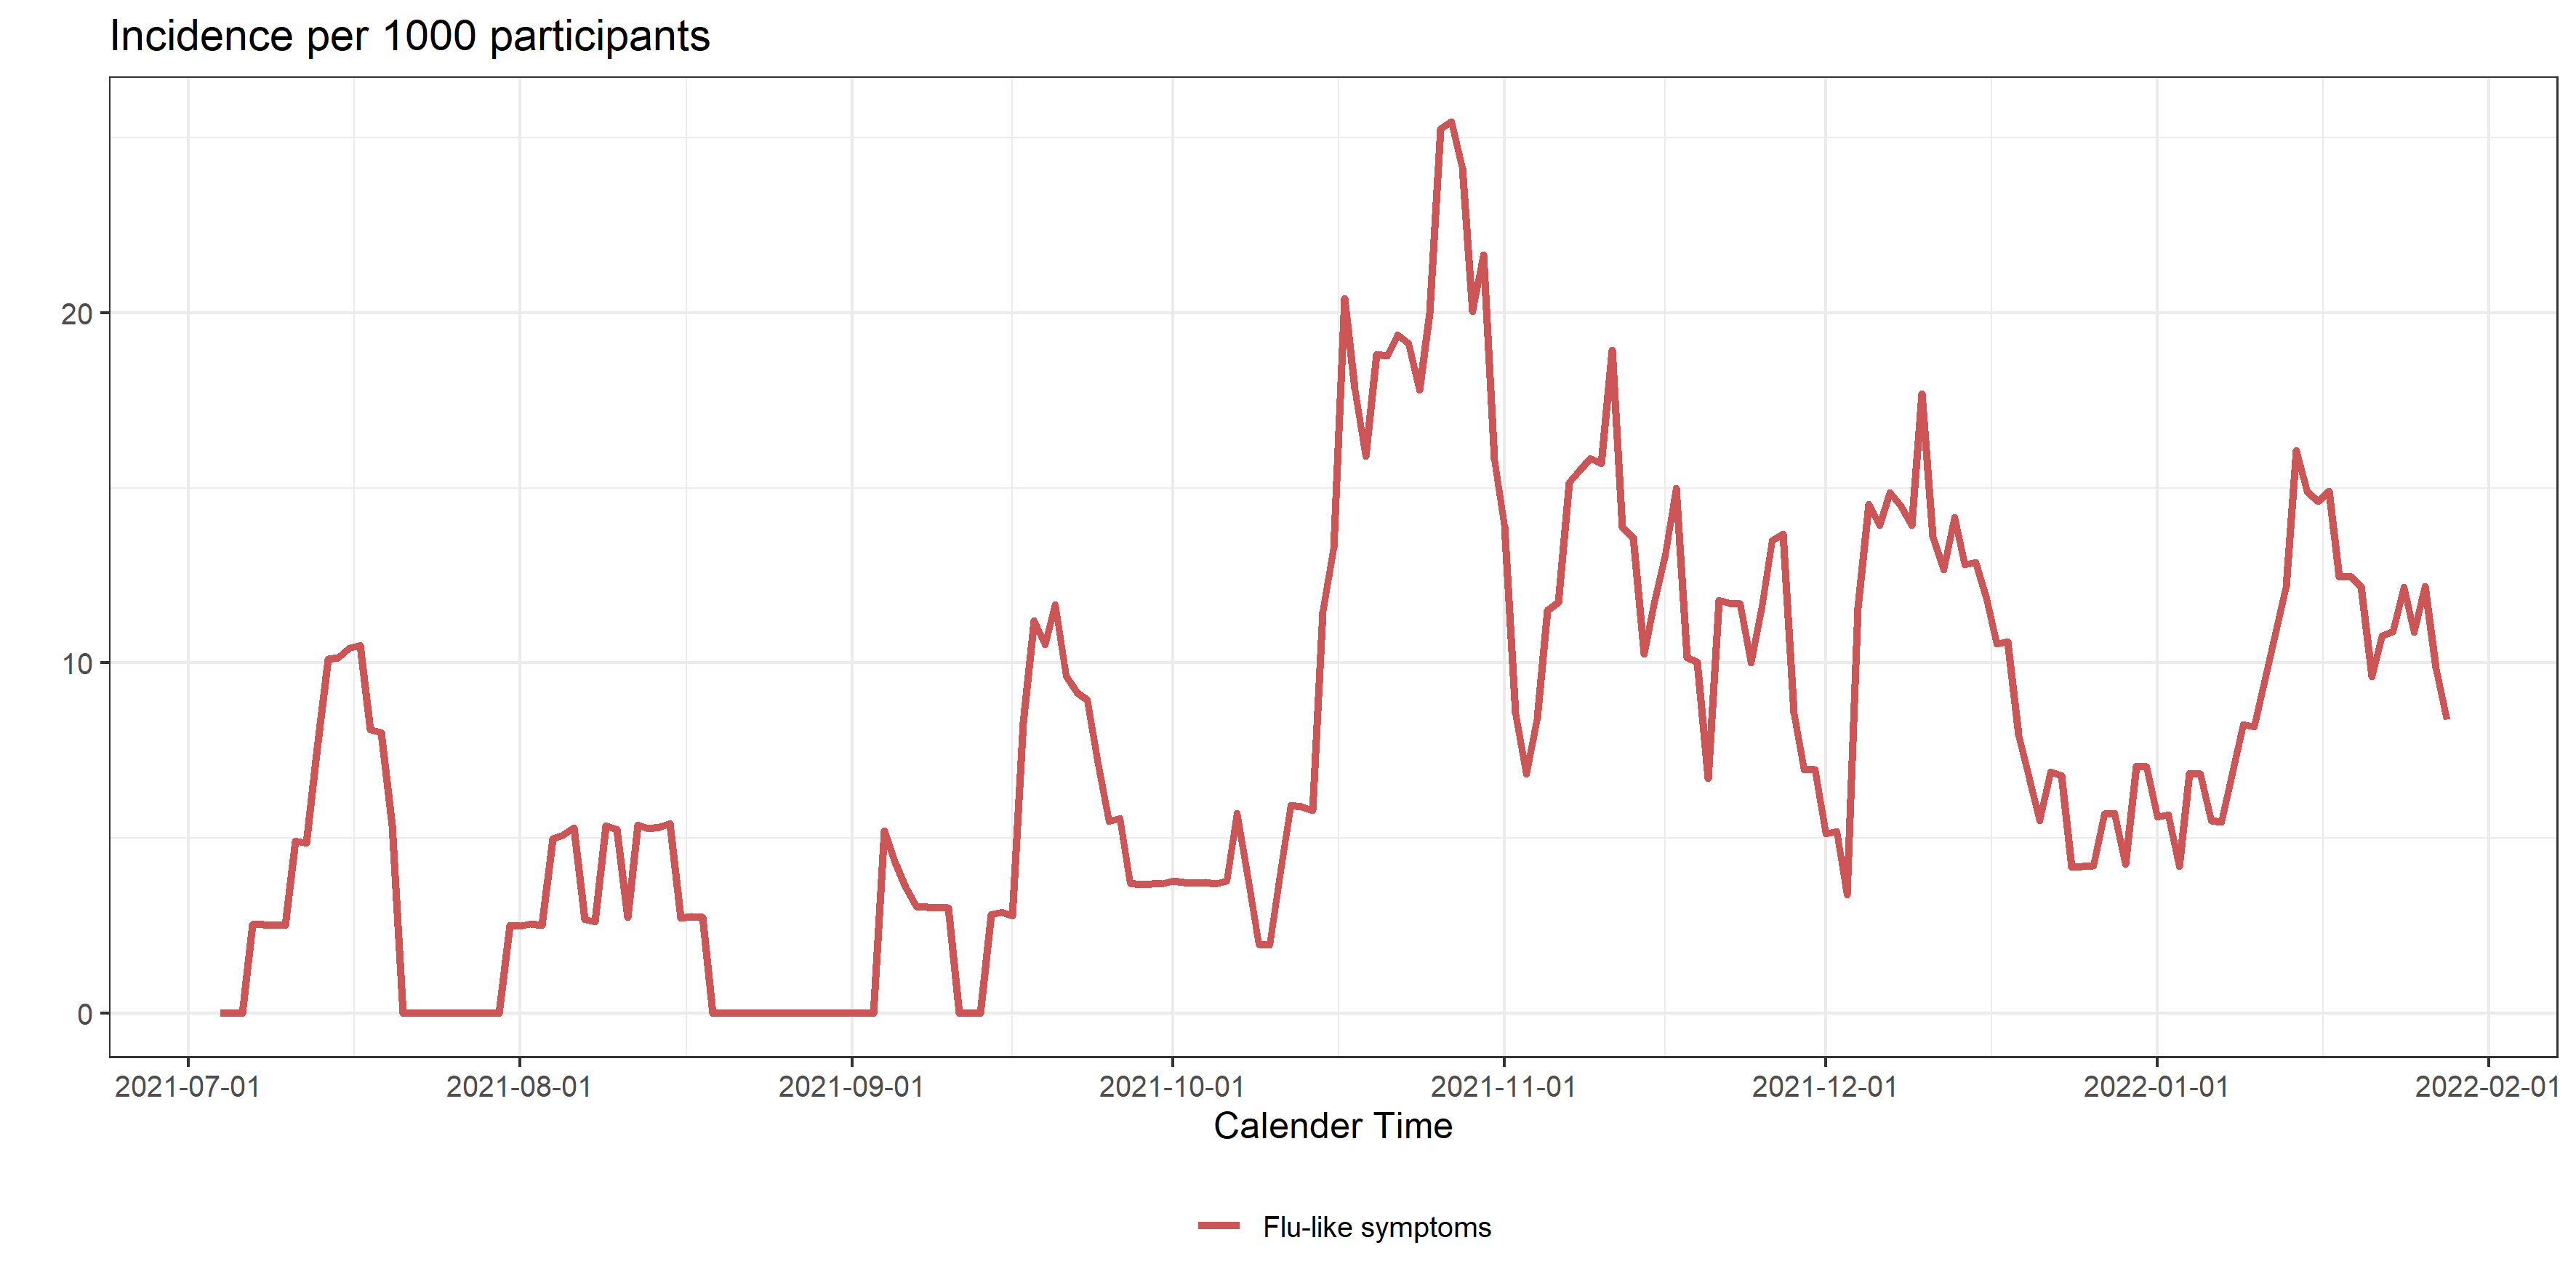 Incidence per 1000 participants
20
10
0
2021-07-01 2021-08-01 2021-09-01 2021-10-01 2021-11-01 2021-12-01 2022-01-01 2022-02-01
Calender Time
Flu-like symptoms